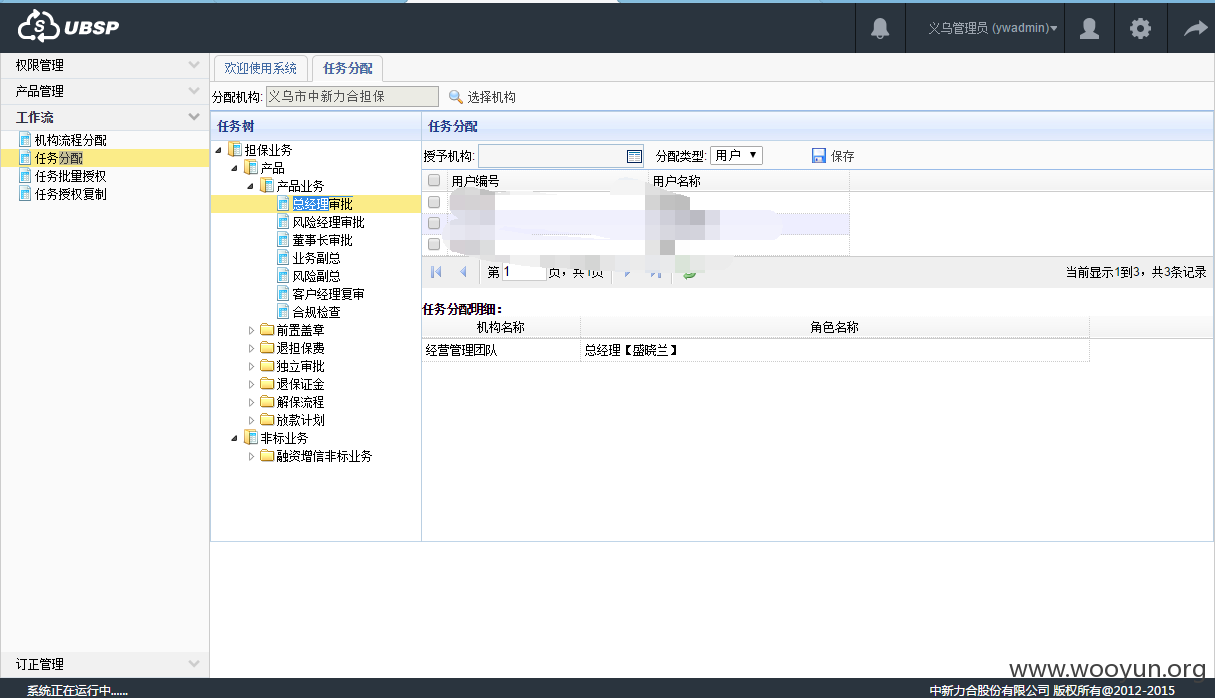 UBSP
义乌管理员 (ywadmin)
权限管理
产品管理
工作流
机构流程分配
任务分配
任务批量授权
任务授权复制
订正管理
欢迎使用系统 任务分配
分配机构: 义乌市中新力合担保 选择机构
任务树
担保业务
产品
产品业务
总经理审批
风险经理审批
董事长审批
业务副总
风险副总
客户经理复审
合规检查
前置盖章
退担保费
独立审批
退保证金
解保流程
放款计划
非标业务
融资增信非标业务
任务分配
授予机构: 分配类型: 用户 保存
用户编号 用户名称
第 1 页，共1页 当前显示1到3，共3条记录
任务分配明细：
机构名称 角色名称
经营管理团队 总经理【盛晓兰】
www.wooyun.org
系统正在运行中...... 中新力合股份有限公司 版权所有@2012-2015